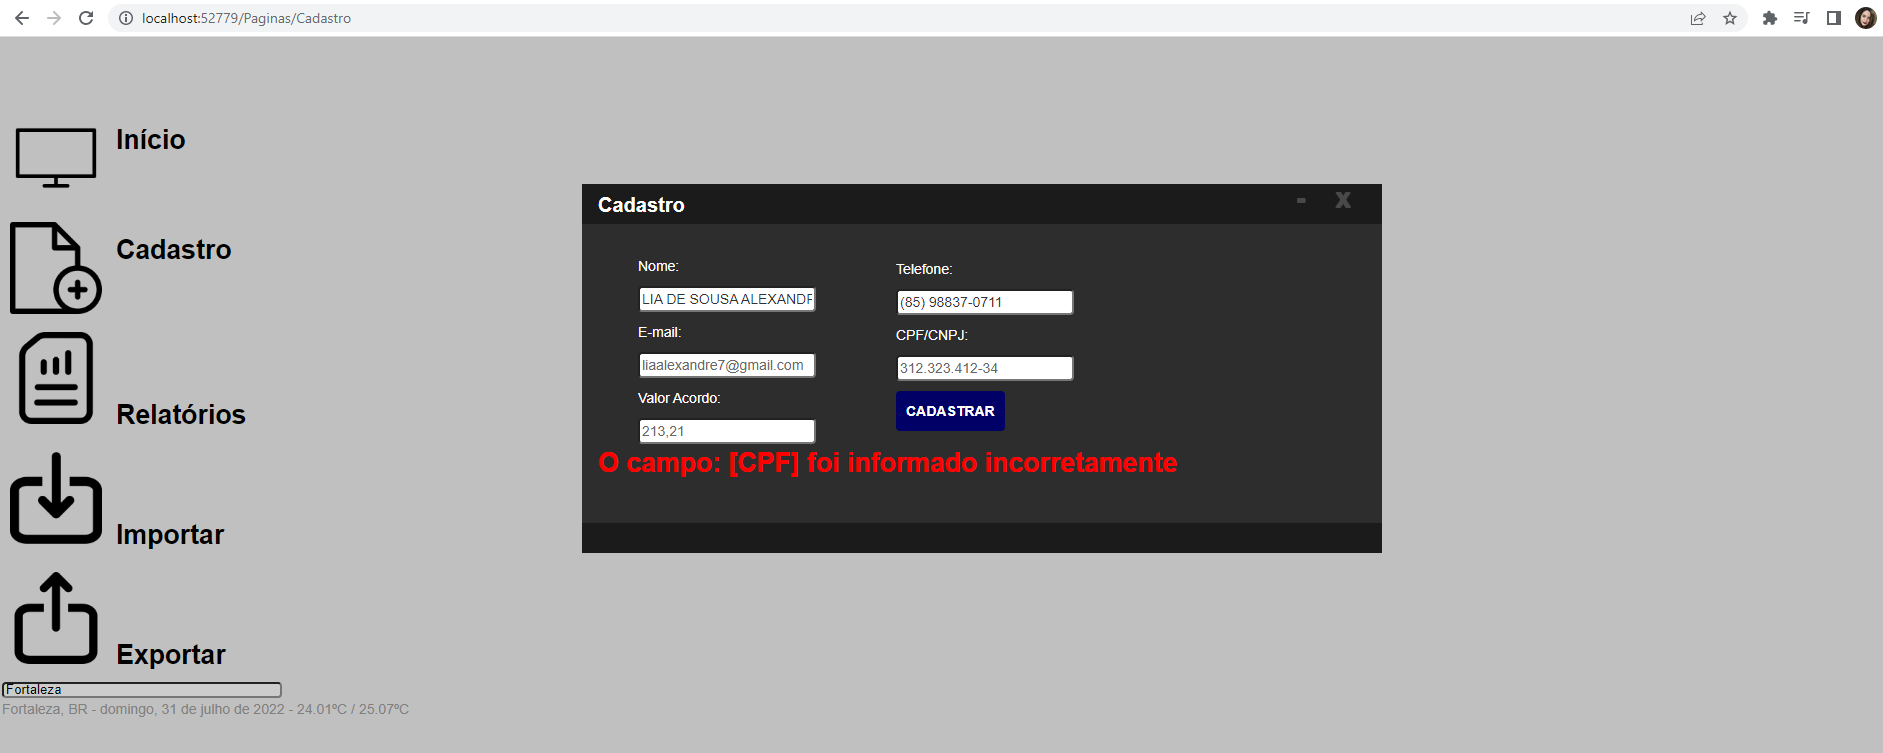 localhost:52779/Paginas/Cadastro
Início
Cadastro
Relatórios
Importar
Exportar
Fortaleza
Fortaleza, BR - domingo, 31 de julho de 2022 - 24.01ºC / 25.07ºC
Cadastro
- X
Nome:
LIA DE SOUSA ALEXANDR
E-mail:
liaalexandre7@gmail.com
Valor Acordo:
213,21
Telefone:
(85) 98837-0711
CPF/CNPJ:
312.323.412-34
CADASTRAR
O campo: [CPF] foi informado incorretamente